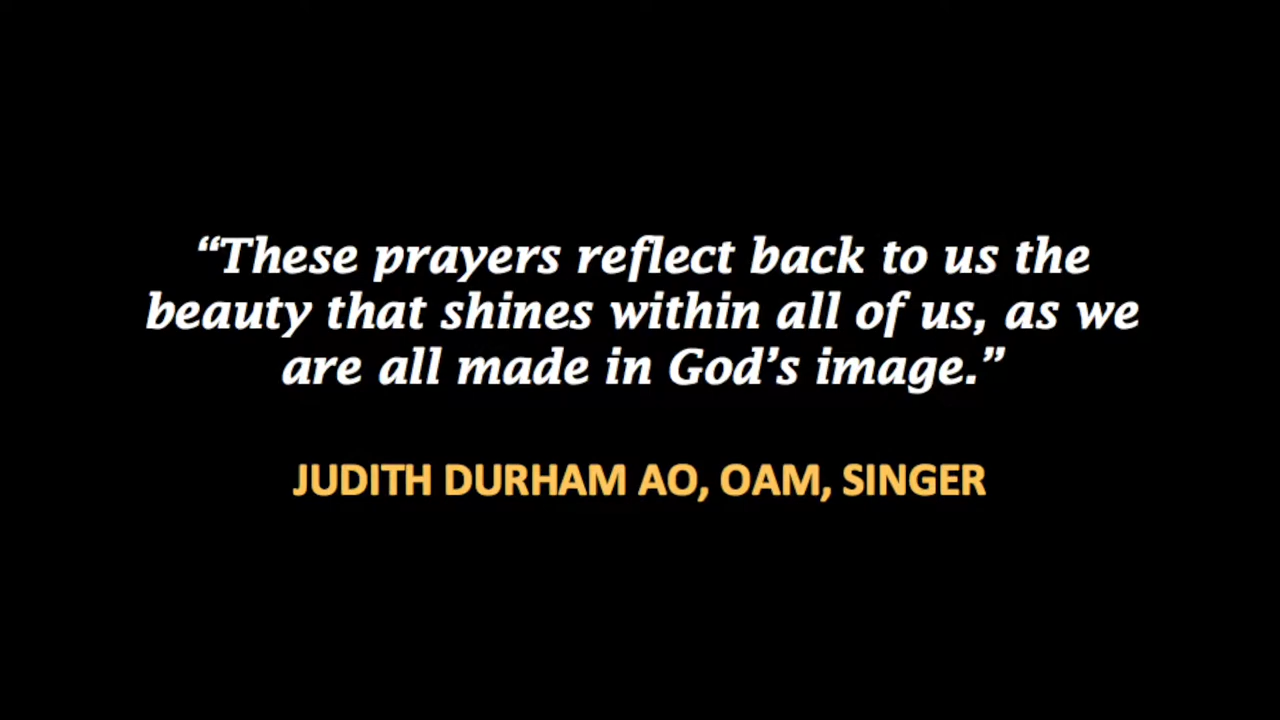 “These prayers reflect back to us the
beauty that shines within all of us, as we
are all made in God’s image.”
JUDITH DURHAM AO, OAM, SINGER